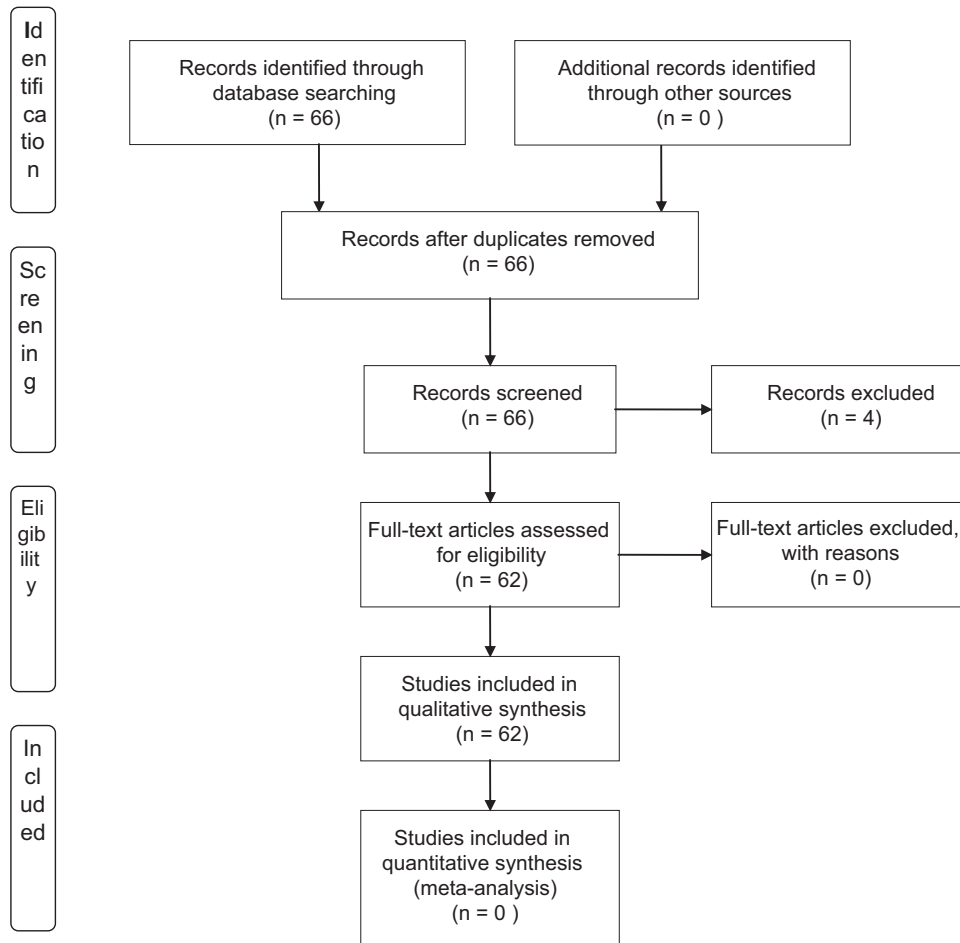 Id
en
tifi
ca
tio
n
Records identified through
database searching
(n = 66)
Additional records identified
through other sources
(n = 0 )
Records after duplicates removed
(n = 66)
Sc
re
en
in
g
Records screened
(n = 66)
Records excluded
(n = 4)
Eli
gib
ilit
y
Full-text articles assessed
for eligibility
(n = 62)
Full-text articles excluded,
with reasons
(n = 0)
Studies included in
qualitative synthesis
(n = 62)
In
cl
ud
ed
Studies included in
quantitative synthesis
(meta-analysis)
(n = 0 )